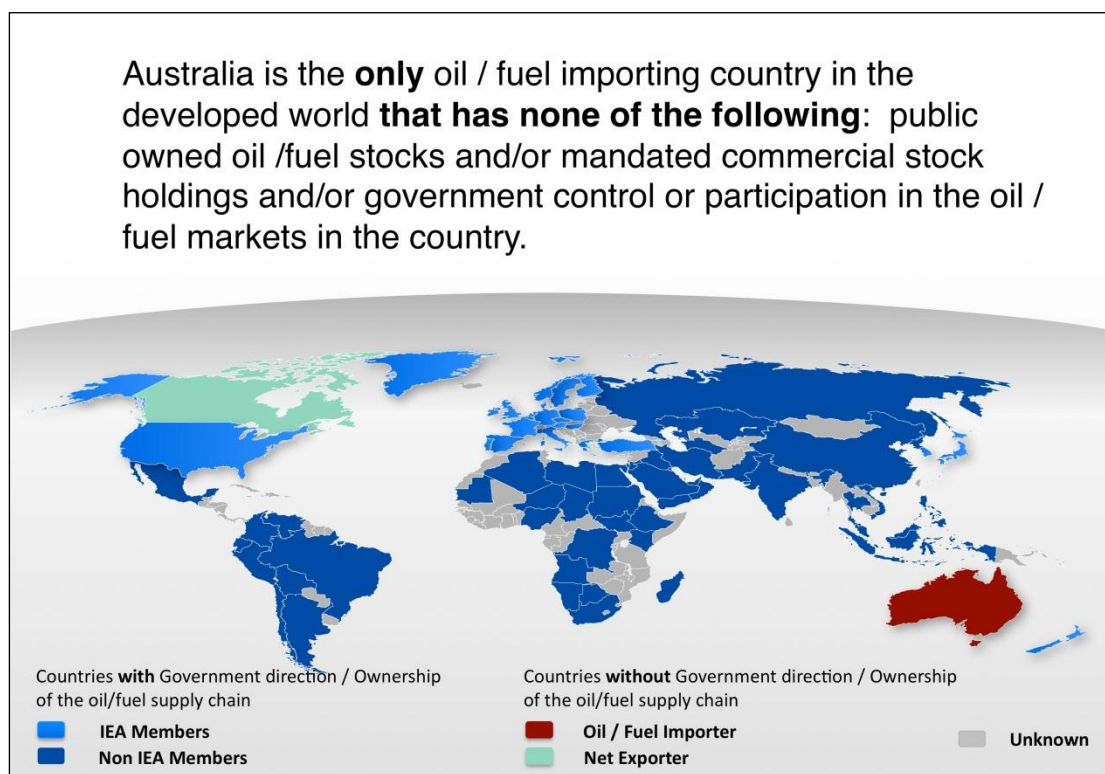 Australia is the only oil / fuel importing country in the
developed world that has none of the following:  public
owned oil /fuel stocks and/or mandated commercial stock
holdings and/or government control or participation in the oil /
fuel markets in the country.
Countries with Government direction / Ownership
of the oil/fuel supply chain
IEA Members
Non IEA Members
Countries without Government direction / Ownership
of the oil/fuel supply chain
Oil / Fuel Importer
Net Exporter
Unknown